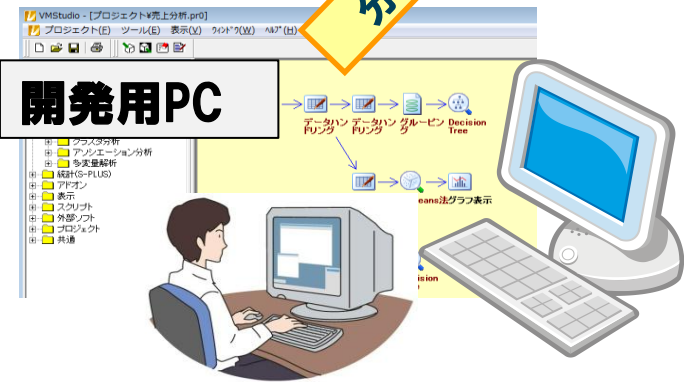 VMStudio - [プロジェクト¥売上分析.pr0]
プロジェクト(F) ツール(E) 表示(V) ウィンドウ(W) ヘルプ(H)
分
開発用PC
データハンドリング データハンドリング グルーピング Decision Tree
クラスタ分析
アソシエーション分析
多変量解析
統計(S-PLUS)
アドオン
表示
スクリプト
外部ソフト
プロジェクト
共通
eans法 グラフ表示
ision